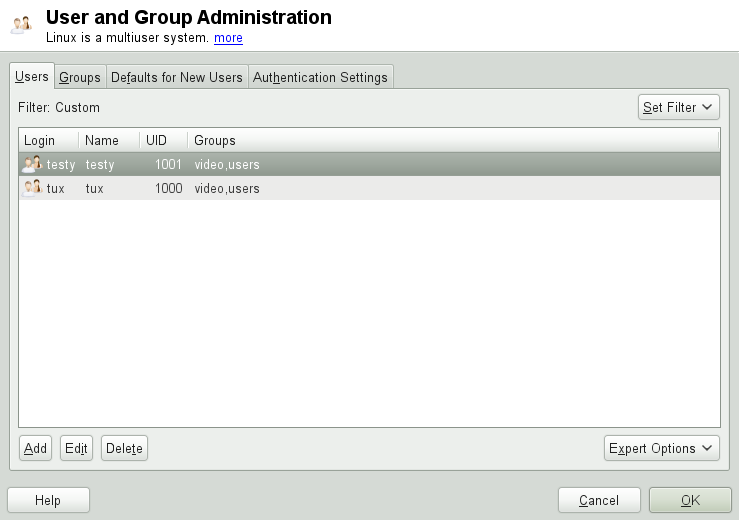 User and Group Administration
Linux is a multiuser system. more
Users Groups Defaults for New Users Authentication Settings
Filter: Custom Set Filter
Login Name UID Groups
testy testy 1001 video,users
tux tux 1000 video,users
Add Edit Delete Expert Options
Help Cancel OK